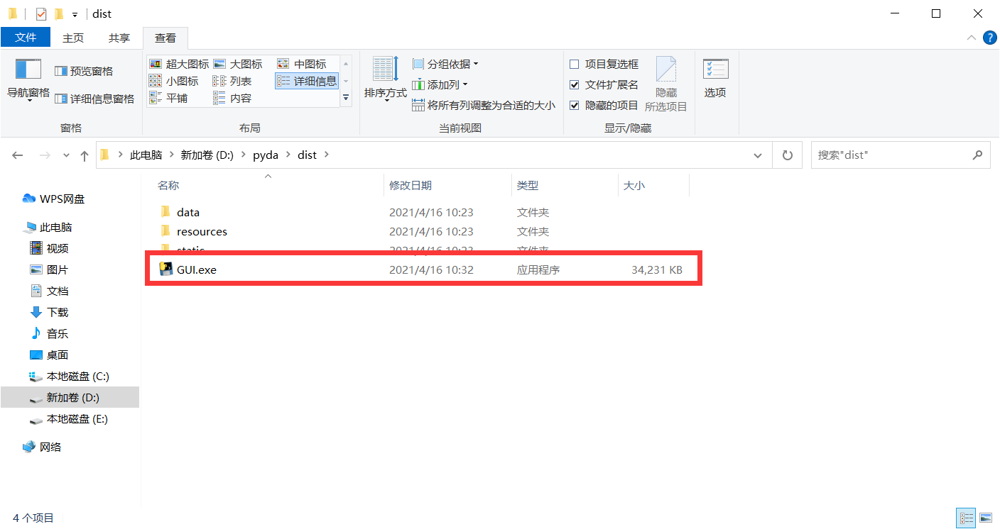 dist
文件 主页 共享 查看
导航窗格
预览窗格
详细信息窗格
窗格
超大图标 大图标 中图标
小图标 列表 详细信息
平铺 内容
布局
排序方式
分组依据
添加列
将所有列调整为合适的大小
当前视图
项目复选框
文件扩展名
隐藏的项目
隐藏
所选项目
显示/隐藏
选项
此电脑 新加卷 (D:) pyda dist
搜索"dist"
WPS网盘
此电脑
视频
图片
文档
下载
音乐
桌面
本地磁盘 (C:)
新加卷 (D:)
本地磁盘 (E:)
网络
名称 修改日期 类型 大小
data 2021/4/16 10:23 文件夹
resources 2021/4/16 10:23 文件夹
static 2021/4/16 10:23 文件夹
GUI.exe 2021/4/16 10:32 应用程序 34,231 KB
4 个项目